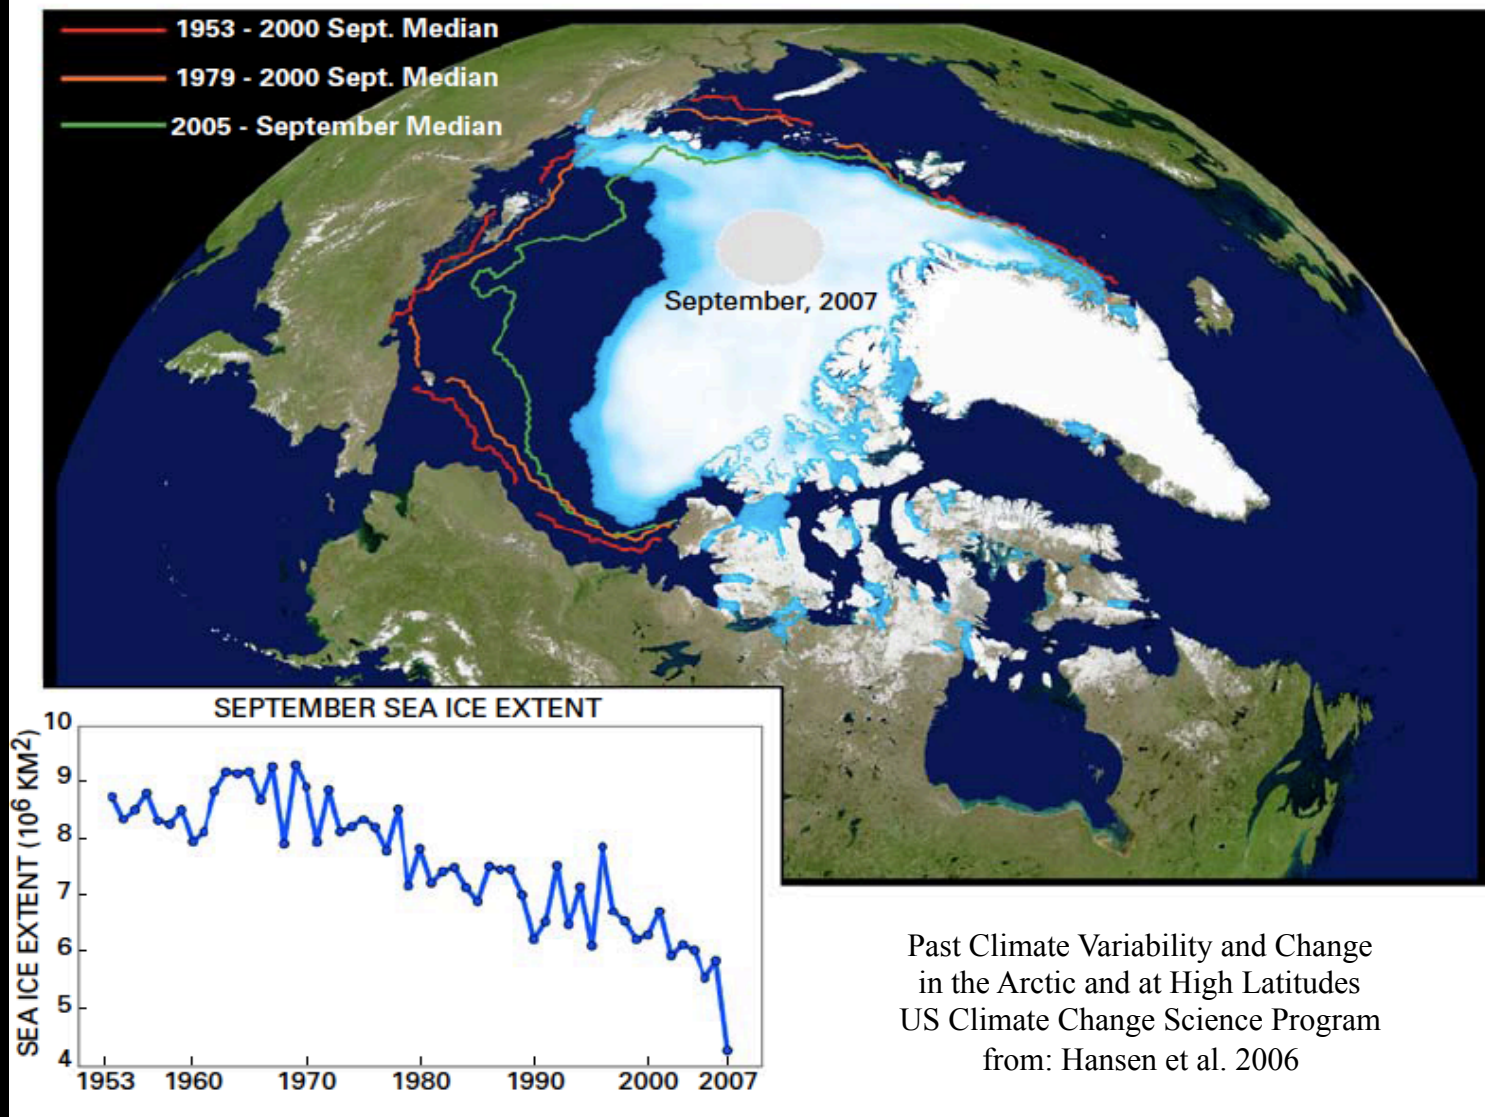 1953 - 2000 Sept. Median
1979 - 2000 Sept. Median
2005 - September Median
September, 2007
SEPTEMBER SEA ICE EXTENT
SEA ICE EXTENT (10⁶ KM²)
10
9
8
7
6
5
4
1953 1960 1970 1980 1990 2000 2007
Past Climate Variability and Change
in the Arctic and at High Latitudes
US Climate Change Science Program
from: Hansen et al. 2006